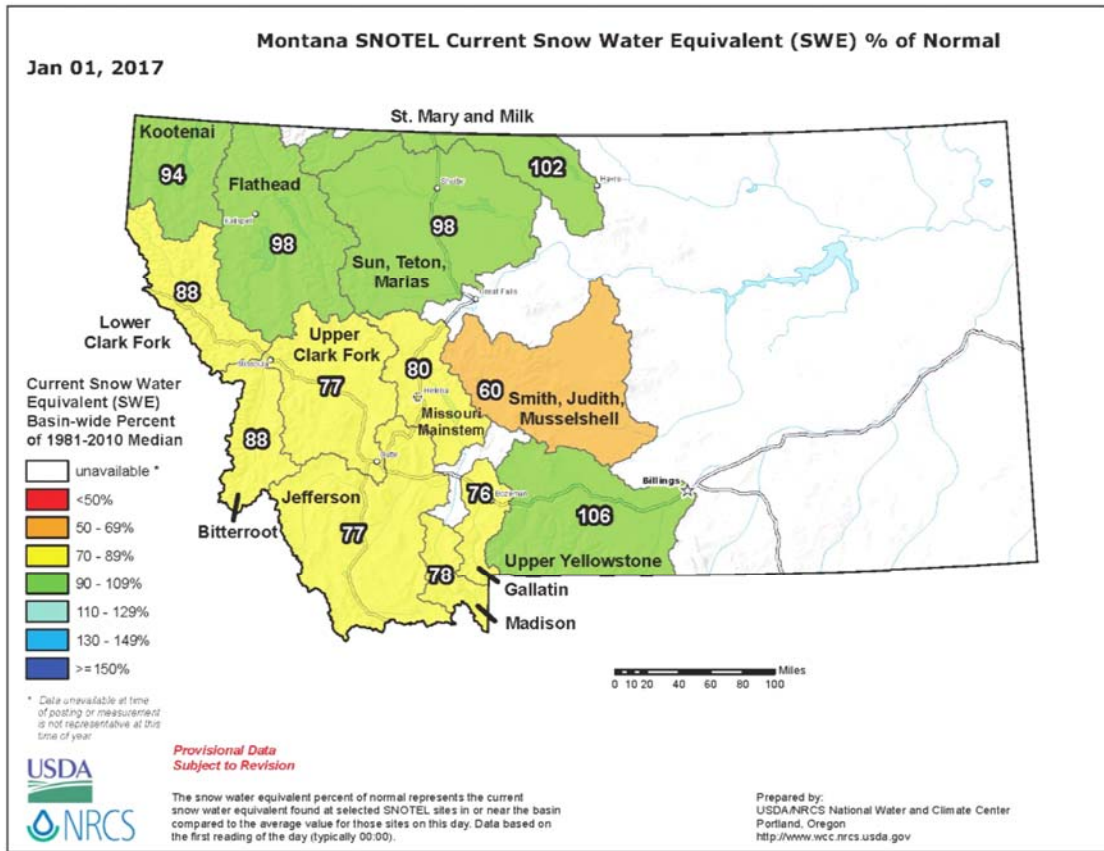 Montana SNOTEL Current Snow Water Equivalent (SWE) % of Normal
Jan 01, 2017
St. Mary and Milk
Kootenai
94
Flathead
98
102
Havre
Shelby
Kalispell
98
Sun, Teton,
Marias
Great Falls
88
Lower
Clark Fork
Upper
Clark Fork
77
Missoula
80
Helena
Missouri
Mainstem
60
Smith, Judith,
Musselshell
88
Bitterroot
Butte
Jefferson
77
76
Bozeman
Billings
106
Upper Yellowstone
78
Gallatin
Madison
Current Snow Water
Equivalent (SWE)
Basin-wide Percent
of 1981-2010 Median
unavailable *
<50%
50 - 69%
70 - 89%
90 - 109%
110 - 129%
130 - 149%
>= 150%
* Data unavailable at time
of posting or measurement
is not representative at this
time of year
Miles
0 10 20 40 60 80 100
USDA
NRCS
Provisional Data
Subject to Revision
The snow water equivalent percent of normal represents the current
snow water equivalent found at selected SNOTEL sites in or near the basin
compared to the average value for those sites on this day. Data based on
the first reading of the day (typically 00:00).
Prepared by:
USDA/NRCS National Water and Climate Center
Portland, Oregon
http://www.wcc.nrcs.usda.gov